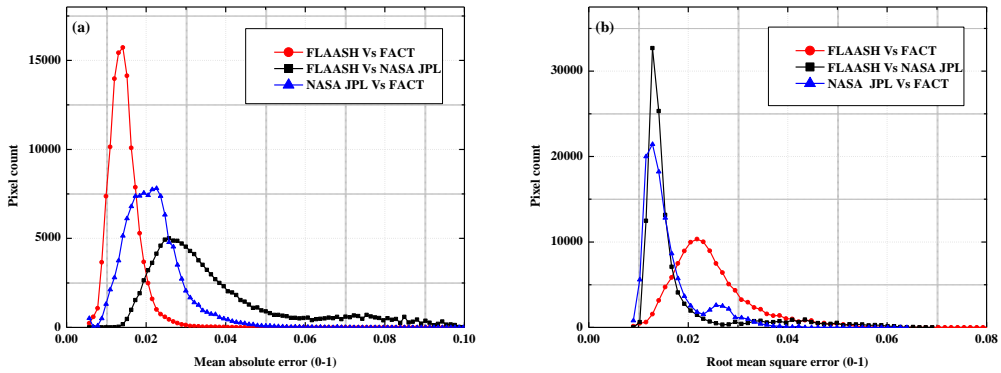 (a)
FLAASH Vs FACT
FLAASH Vs NASA JPL
NASA JPL Vs FACT
15000
10000
5000
0
Pixel count
0.00 0.02 0.04 0.06 0.08 0.10
Mean absolute error (0-1)
(b)
FLAASH Vs FACT
FLAASH Vs NASA JPL
NASA JPL Vs FACT
30000
20000
10000
0
Pixel count
0.00 0.02 0.04 0.06 0.08
Root mean square error (0-1)